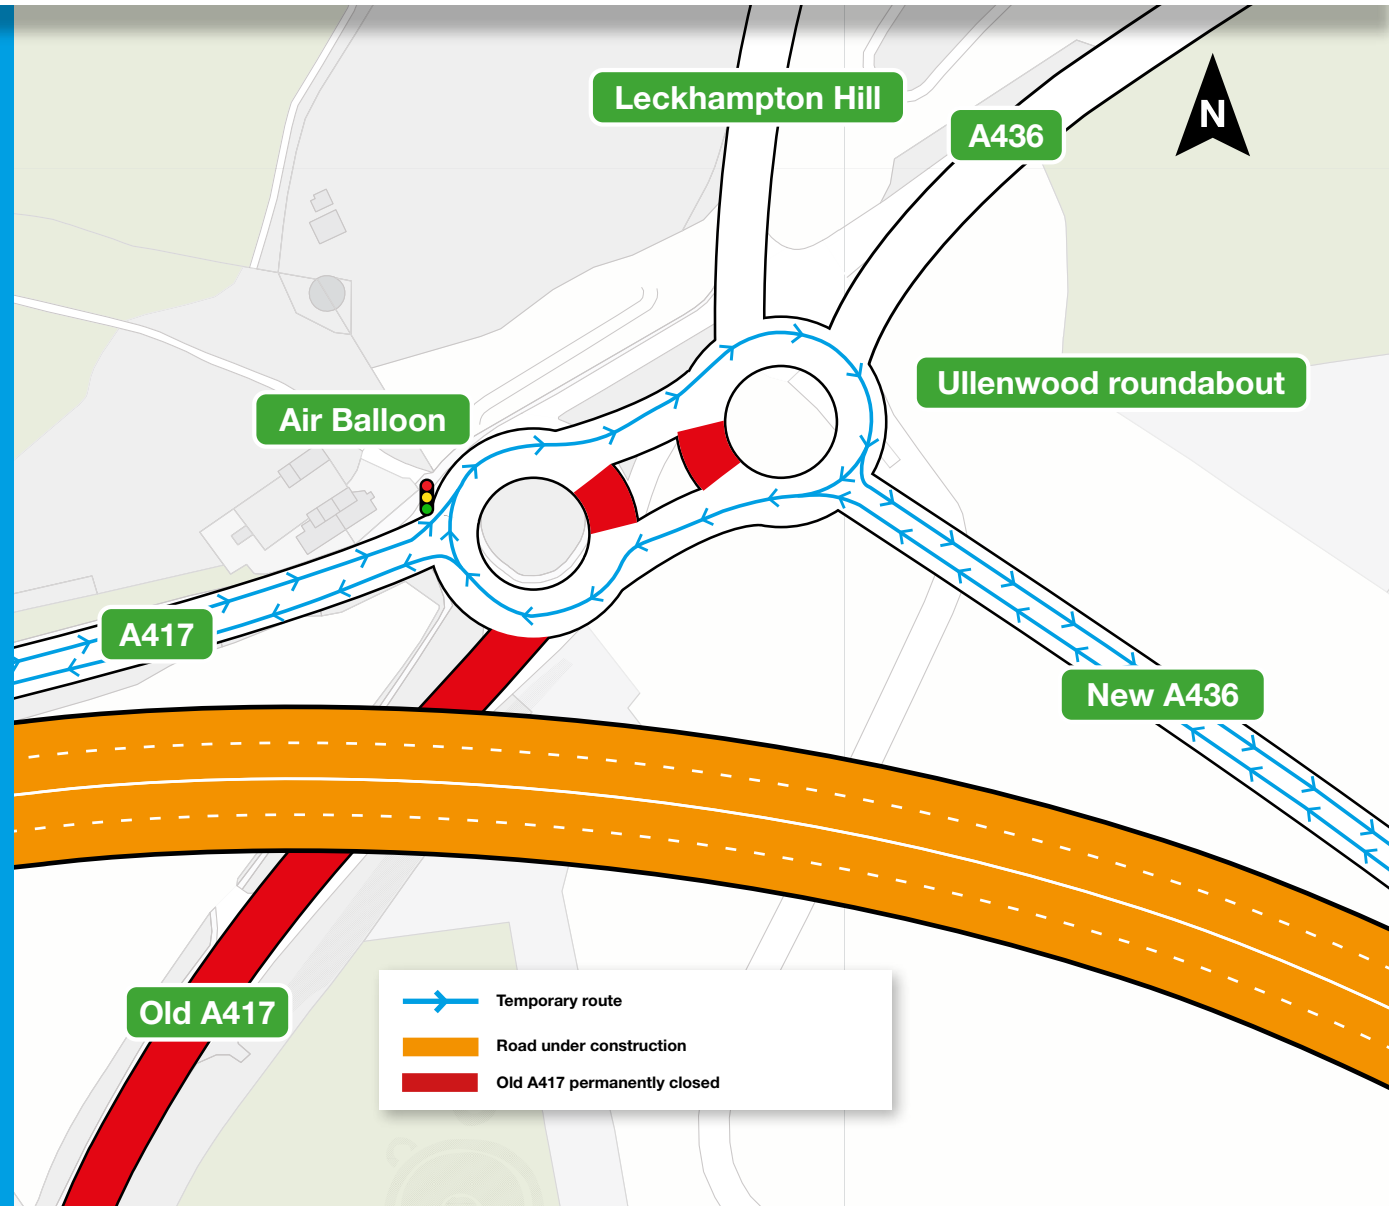 Leckhampton Hill
A436
N
Ullenwood roundabout
Air Balloon
A417
New A436
Old A417
Temporary route
Road under construction
Old A417 permanently closed